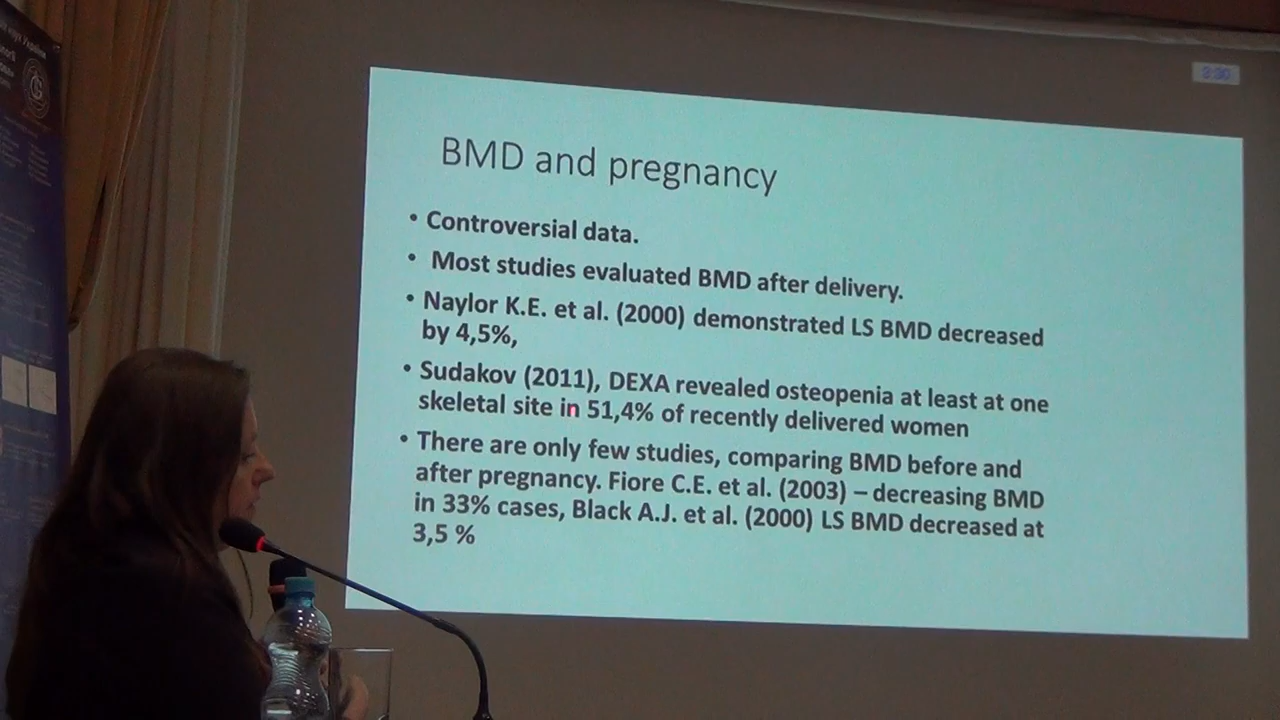 3:30
BMD and pregnancy
• Controversial data.
• Most studies evaluated BMD after delivery.
• Naylor K.E. et al. (2000) demonstrated LS BMD decreased
by 4,5%,
• Sudakov (2011), DEXA revealed osteopenia at least at one
skeletal site in 51,4% of recently delivered women
• There are only few studies, comparing BMD before and
after pregnancy. Fiore C.E. et al. (2003) – decreasing BMD
in 33% cases, Black A.J. et al. (2000) LS BMD decreased at
3,5 %